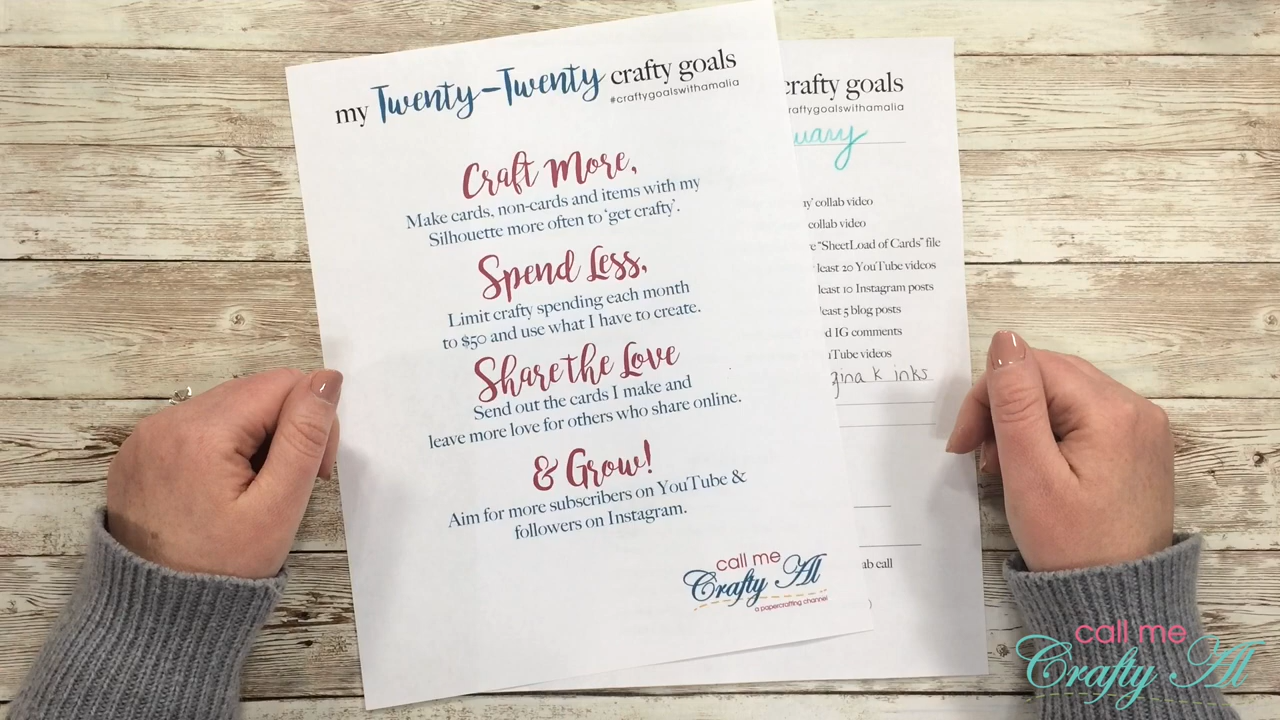 my Twenty-Twenty crafty goals
#craftygoalswithamalia
Craft More,
Make cards, non-cards and items with my
Silhouette more often to 'get crafty'.
Spend Less,
Limit crafty spending each month
to $50 and use what I have to create.
Share the Love
Send out the cards I make and
leave more love for others who share online.
& Grow!
Aim for more subscribers on YouTube &
followers on Instagram.
call me
Crafty Al
a papercrafting channel
crafty goals
craftygoalswithamalia
uary
collab video
collab video
"SheetLoad of Cards" file
least 20 YouTube videos
least 10 Instagram posts
least 5 blog posts
IG comments
Tube videos
gina k inks
call
call me
Crafty Al